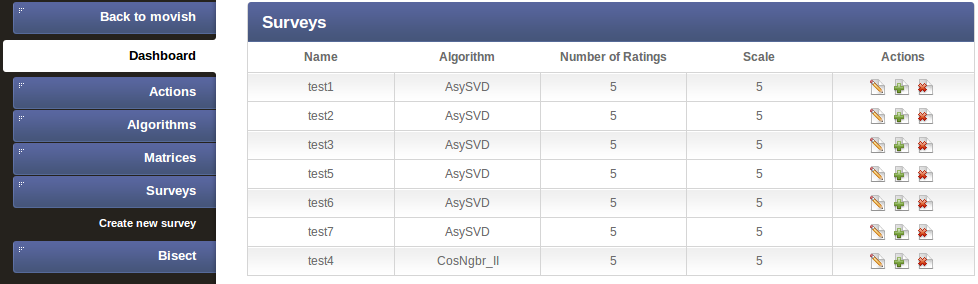 Back to movish
Dashboard
Actions
Algorithms
Matrices
Surveys
Create new survey
Bisect
Surveys
Name Algorithm Number of Ratings Scale Actions
test1 AsySVD 5 5
test2 AsySVD 5 5
test3 AsySVD 5 5
test5 AsySVD 5 5
test6 AsySVD 5 5
test7 AsySVD 5 5
test4 CosNgbr_II 5 5